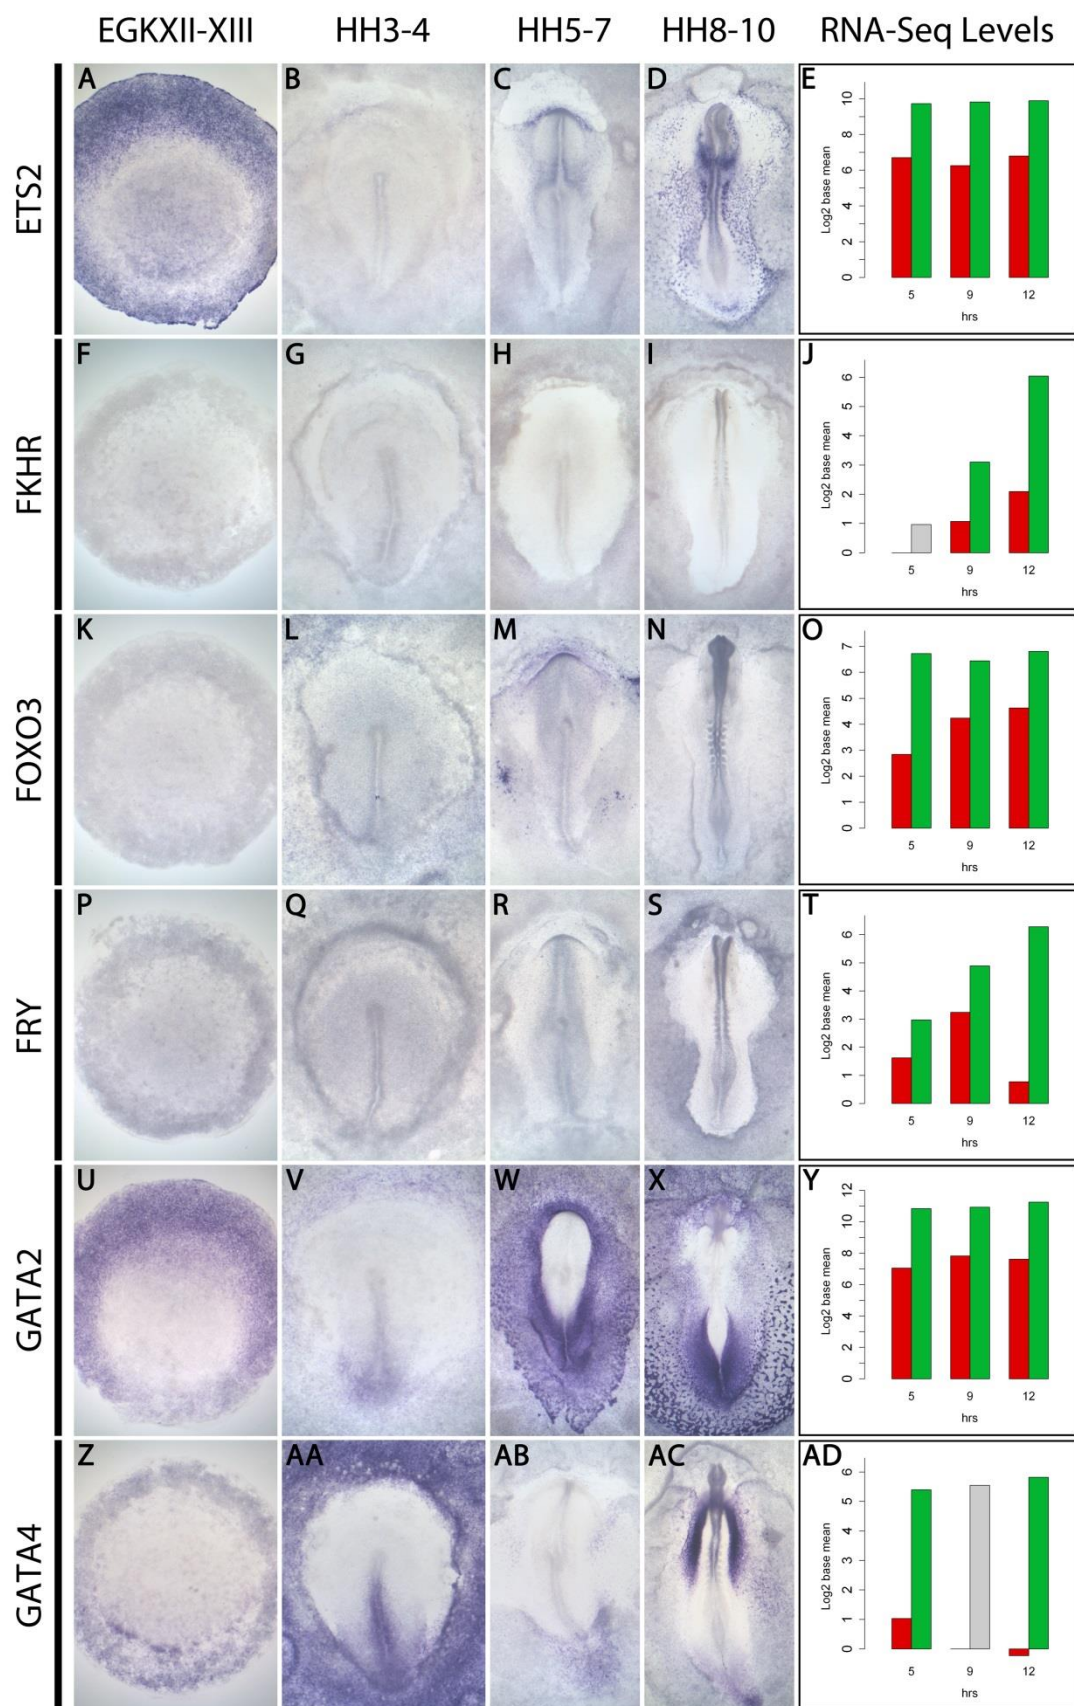 EGKXII-XIII HH3-4 HH5-7 HH8-10 RNA-Seq Levels
ETS2
A B C D E
Log2 base mean
0 2 4 6 8 10
5 9 12
hrs
FKHR
F G H I J
Log2 base mean
0 1 2 3 4 5 6
5 9 12
hrs
FOXO3
K L M N O
Log2 base mean
0 1 2 3 4 5 6 7
5 9 12
hrs
FRY
P Q R S T
Log2 base mean
0 1 2 3 4 5 6
5 9 12
hrs
GATA2
U V W X Y
Log2 base mean
0 2 4 6 8 10 12
5 9 12
hrs
GATA4
Z AA AB AC AD
Log2 base mean
0 1 2 3 4 5 6
5 9 12
hrs